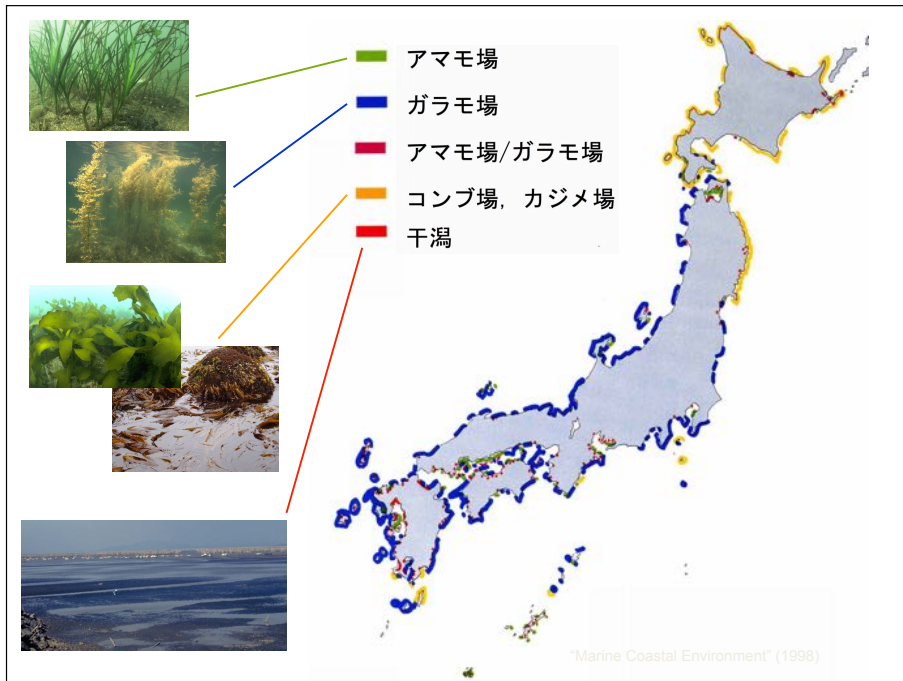 アマモ場
ガラモ場
アマモ場/ガラモ場
コンブ場，カジメ場
干潟
"Marine Coastal Environment" (1998)